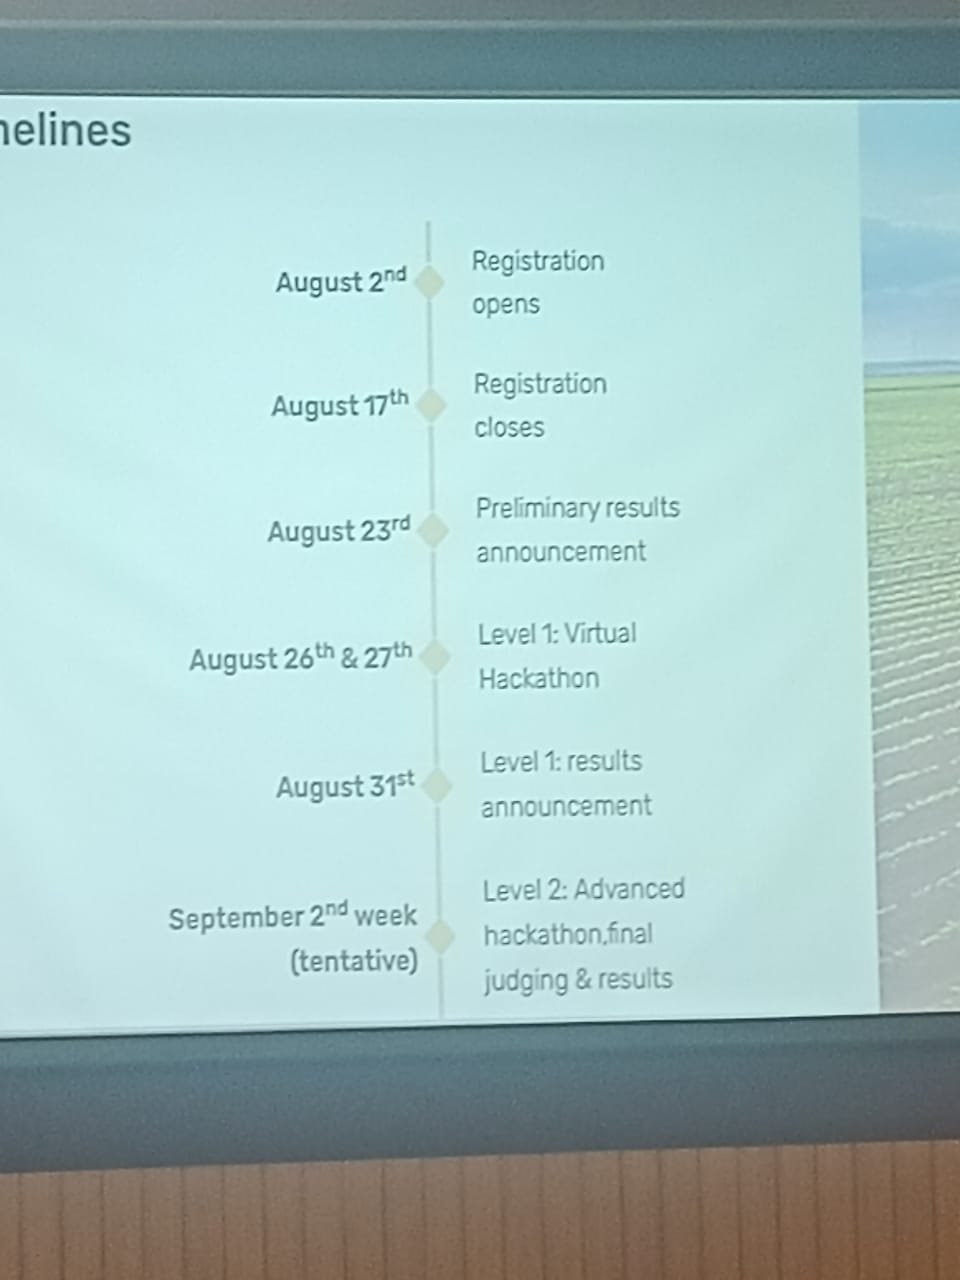 nelines
August 2nd
Registration
opens
August 17th
Registration
closes
August 23rd
Preliminary results
announcement
August 26th & 27th
Level 1: Virtual
Hackathon
August 31st
Level 1: results
announcement
September 2nd week
(tentative)
Level 2: Advanced
hackathon,final
judging & results